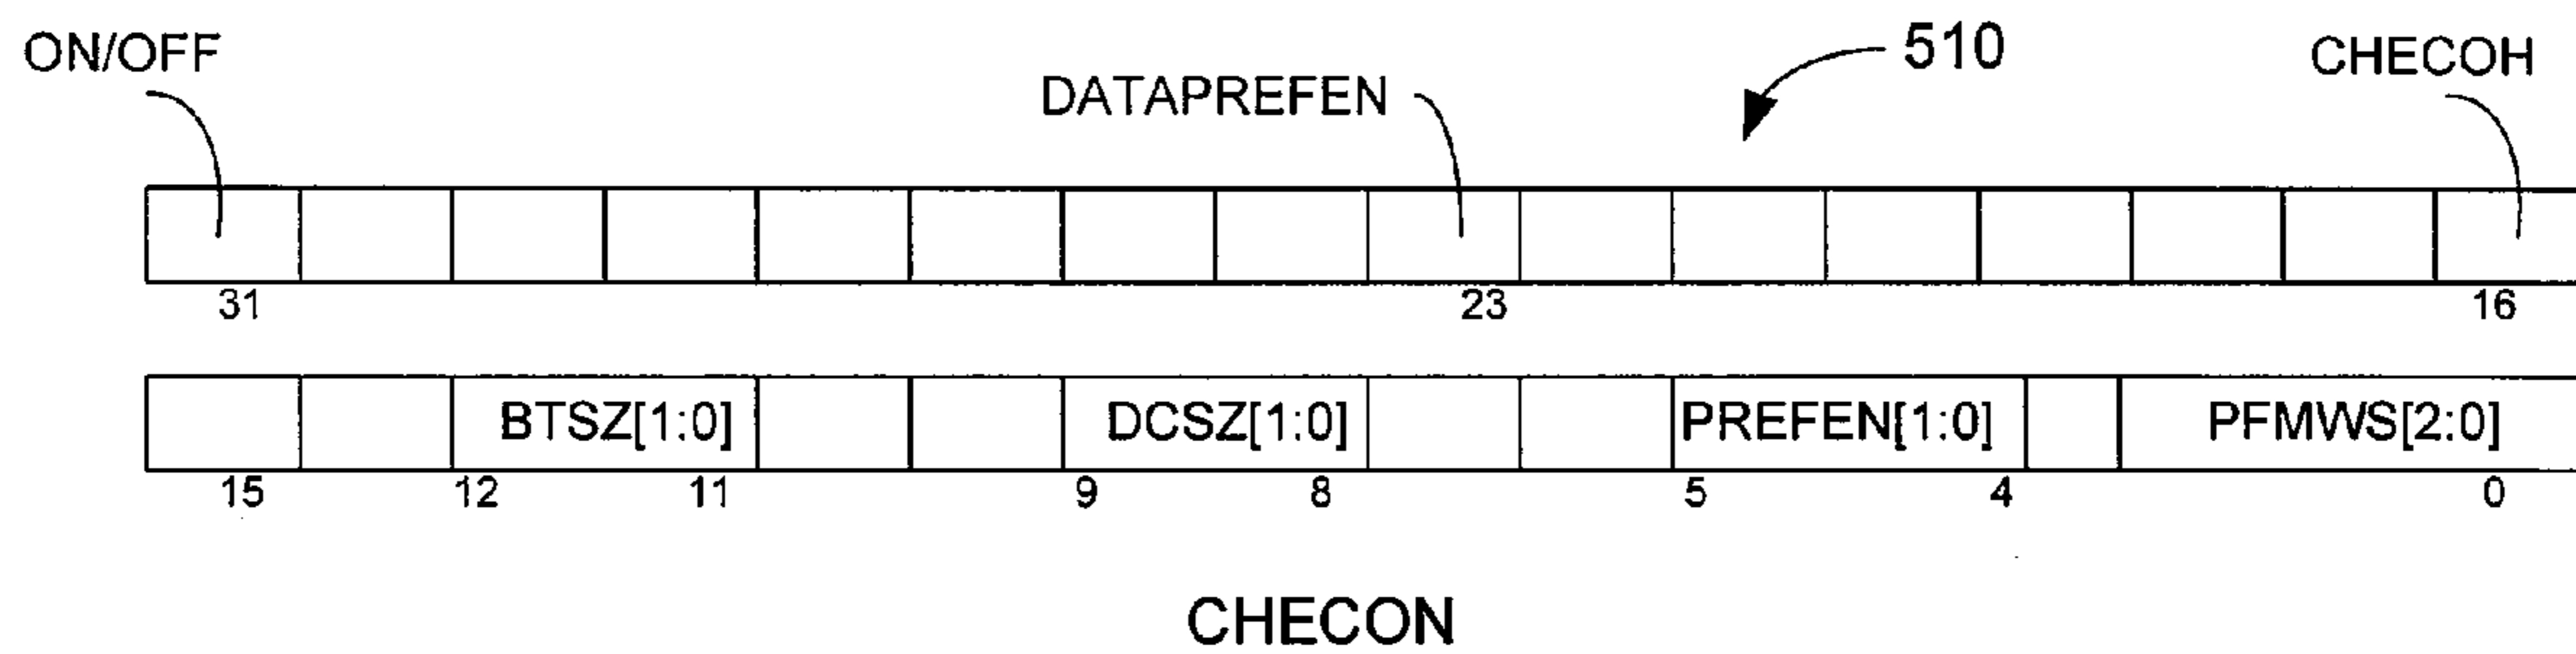 ON/OFF
DATAPREFEN
510
CHECOH
31
23
16
BTSZ[1:0]
DCSZ[1:0]
PREFEN[1:0]
PFMWS[2:0]
15
12
11
9
8
5
4
0
CHECON